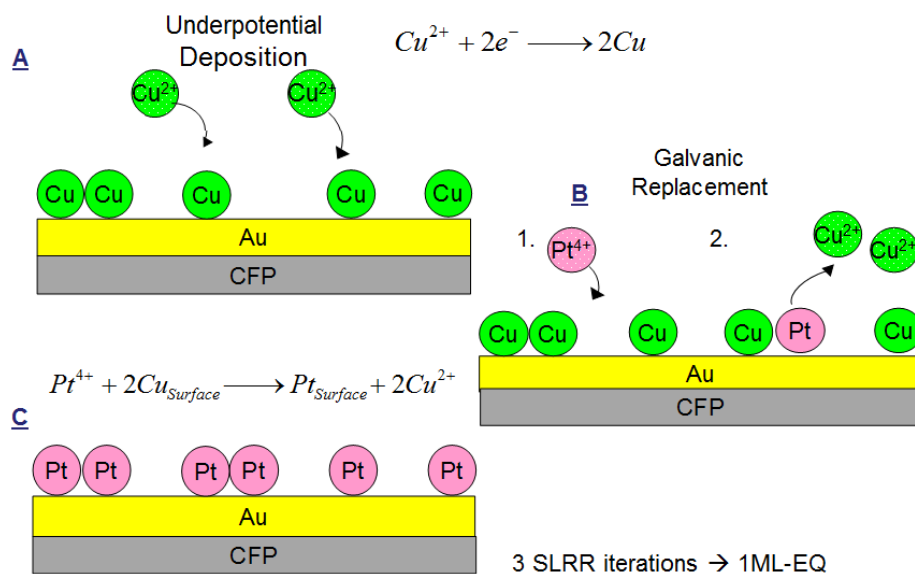 A
Underpotential
Deposition
Cu²⁺ + 2e⁻ ⟶ 2Cu
Cu²⁺ Cu²⁺
Cu Cu Cu Cu Cu
Au
CFP
Galvanic
Replacement
B
1. Pt⁴⁺ 2. Cu²⁺ Cu²⁺
Cu Cu Cu Cu Pt Cu
Au
CFP
Pt⁴⁺ + 2Cu_Surface ⟶ Pt_Surface + 2Cu²⁺
C
Pt Pt Pt Pt Pt Pt
Au
CFP
3 SLRR iterations → 1ML-EQ